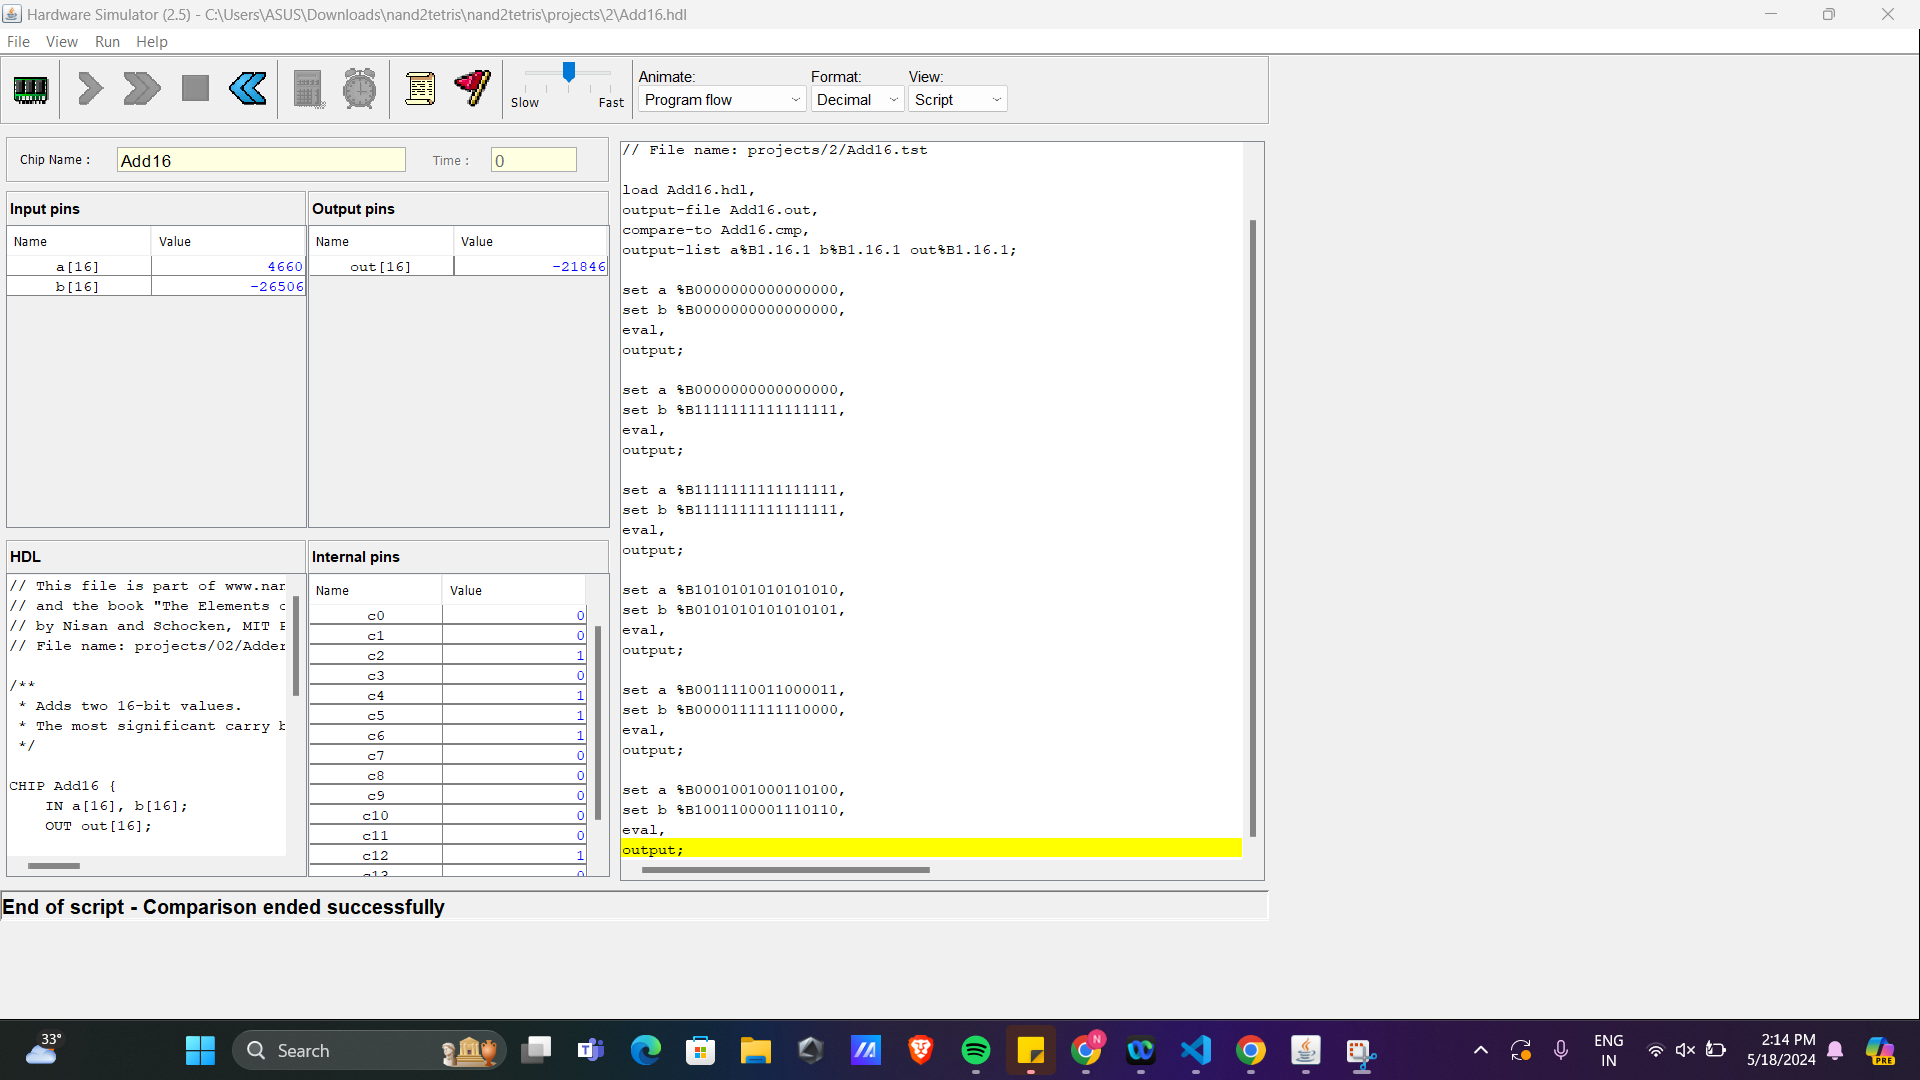 Hardware Simulator (2.5) - C:\Users\ASUS\Downloads\nand2tetris\nand2tetris\projects\2\Add16.hdl
File View Run Help
Slow Fast
Animate:
Program flow
Format:
Decimal
View:
Script
Chip Name :
Add16
Time :
0
Input pins
Name Value
a[16] 4660
b[16] -26506
Output pins
Name Value
out[16] -21846
HDL
// This file is part of www.nan
// and the book "The Elements o
// by Nisan and Schocken, MIT P
// File name: projects/02/Adder
/**
* Adds two 16-bit values.
* The most significant carry b
*/
CHIP Add16 {
IN a[16], b[16];
OUT out[16];
Internal pins
Name Value
c0 0
c1 0
c2 1
c3 0
c4 1
c5 1
c6 1
c7 0
c8 0
c9 0
c10 0
c11 0
c12 1
c13 0
// File name: projects/2/Add16.tst
load Add16.hdl,
output-file Add16.out,
compare-to Add16.cmp,
output-list a%B1.16.1 b%B1.16.1 out%B1.16.1;
set a %B0000000000000000,
set b %B0000000000000000,
eval,
output;
set a %B0000000000000000,
set b %B1111111111111111,
eval,
output;
set a %B1111111111111111,
set b %B1111111111111111,
eval,
output;
set a %B1010101010101010,
set b %B0101010101010101,
eval,
output;
set a %B0011110011000011,
set b %B0000111111110000,
eval,
output;
set a %B0001001000110100,
set b %B1001100001110110,
eval,
output;
End of script - Comparison ended successfully
33°
Search
N
ENG
IN
2:14 PM
5/18/2024
PRE